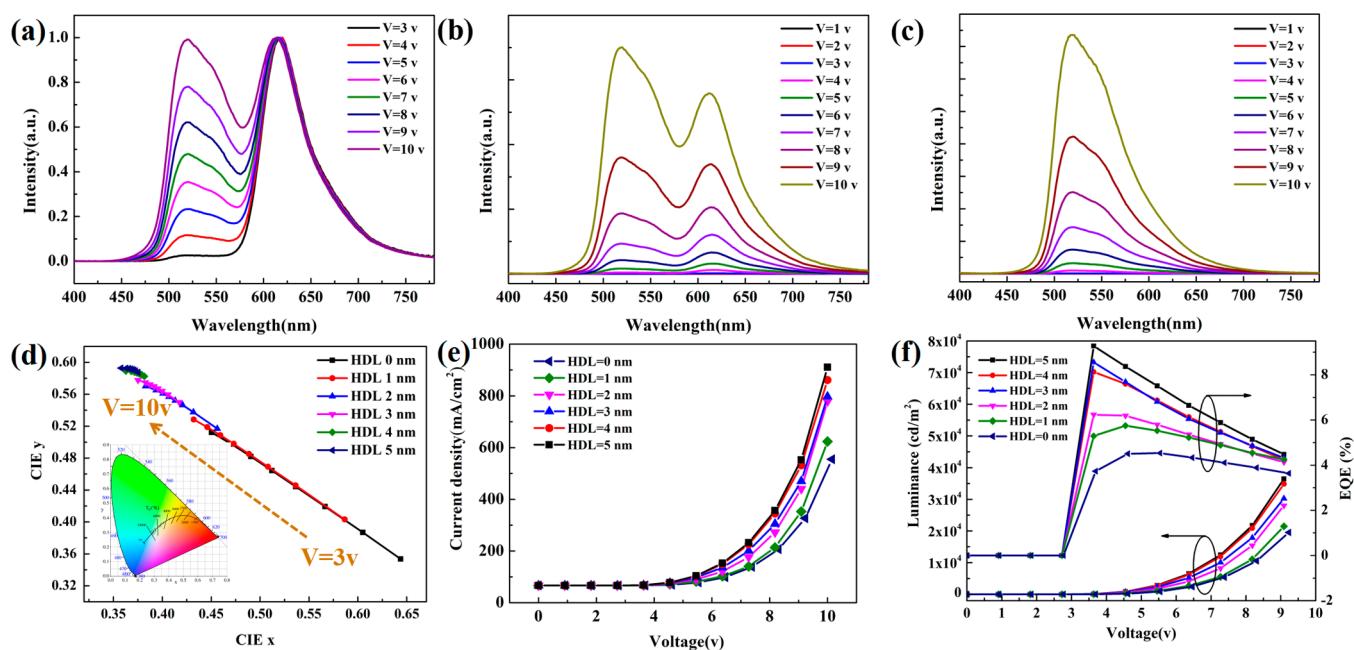 (a)
V=3 v
V=4 v
V=5 v
V=6 v
V=7 v
V=8 v
V=9 v
V=10 v
1.0
0.8
0.6
0.4
0.2
0.0
Intensity(a.u.)
400 450 500 550 600 650 700 750
Wavelength(nm)
(b)
V=1 v
V=2 v
V=3 v
V=4 v
V=5 v
V=6 v
V=7 v
V=8 v
V=9 v
V=10 v
Intensity(a.u.)
400 450 500 550 600 650 700 750
Wavelength(nm)
(c)
V=1 v
V=2 v
V=3 v
V=4 v
V=5 v
V=6 v
V=7 v
V=8 v
V=9 v
V=10 v
Intensity(a.u.)
400 450 500 550 600 650 700 750
Wavelength(nm)
(d)
HDL 0 nm
HDL 1 nm
HDL 2 nm
HDL 3 nm
HDL 4 nm
HDL 5 nm
V=10v
V=3v
0.60
0.56
0.52
0.48
0.44
0.40
0.36
0.32
CIE y
0.35 0.40 0.45 0.50 0.55 0.60 0.65
CIE x
(e)
HDL=0 nm
HDL=1 nm
HDL=2 nm
HDL=3 nm
HDL=4 nm
HDL=5 nm
1000
800
600
400
200
0
Current density(mA/cm²)
0 2 4 6 8 10
Voltage(v)
(f)
HDL=5 nm
HDL=4 nm
HDL=3 nm
HDL=2 nm
HDL=1 nm
HDL=0 nm
8x10⁴
7x10⁴
6x10⁴
5x10⁴
4x10⁴
3x10⁴
2x10⁴
1x10⁴
0
Luminance (cd/m²)
8
6
4
2
0
-2
EQE (%)
0 1 2 3 4 5 6 7 8 9 10
Voltage(v)